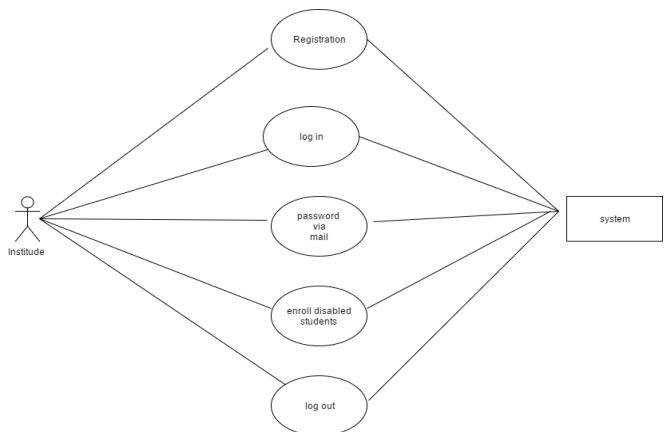 Registration
log in
password
via
mail
Institude
system
enroll disabled
students
log out